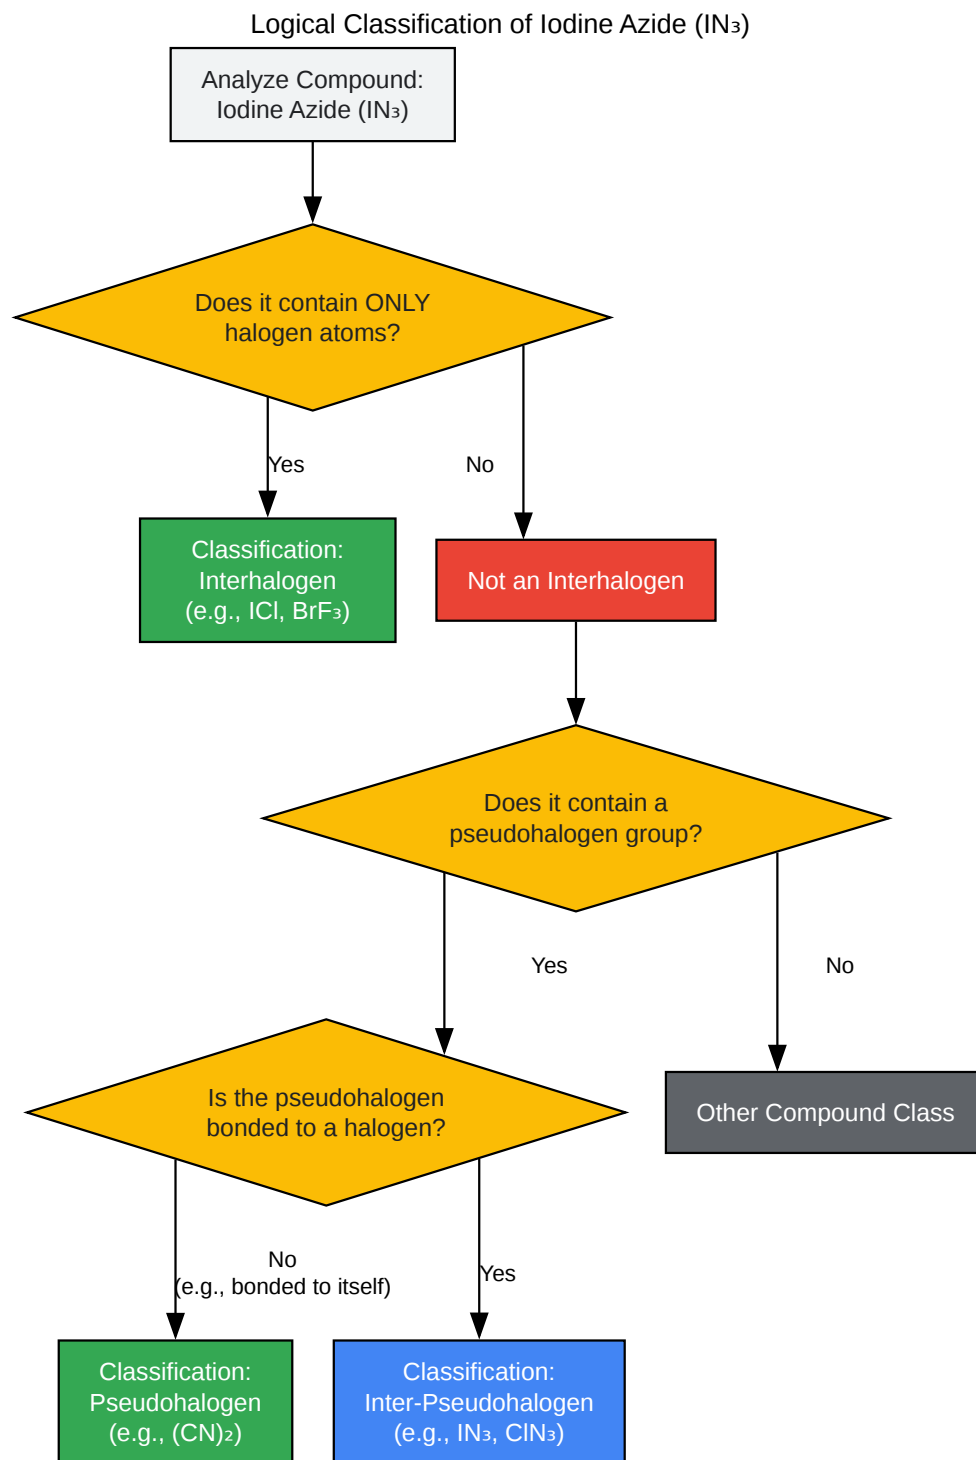 Logical Classification of Iodine Azide (IN₃)
Analyze Compound:
Iodine Azide (IN₃)
Does it contain ONLY
halogen atoms?
Yes
No
Classification:
Interhalogen
(e.g., ICl, BrF₃)
Not an Interhalogen
Does it contain a
pseudohalogen group?
Yes
No
Is the pseudohalogen
bonded to a halogen?
Other Compound Class
No
(e.g., bonded to itself)
Yes
Classification:
Pseudohalogen
(e.g., (CN)₂)
Classification:
Inter-Pseudohalogen
(e.g., IN₃, ClN₃)